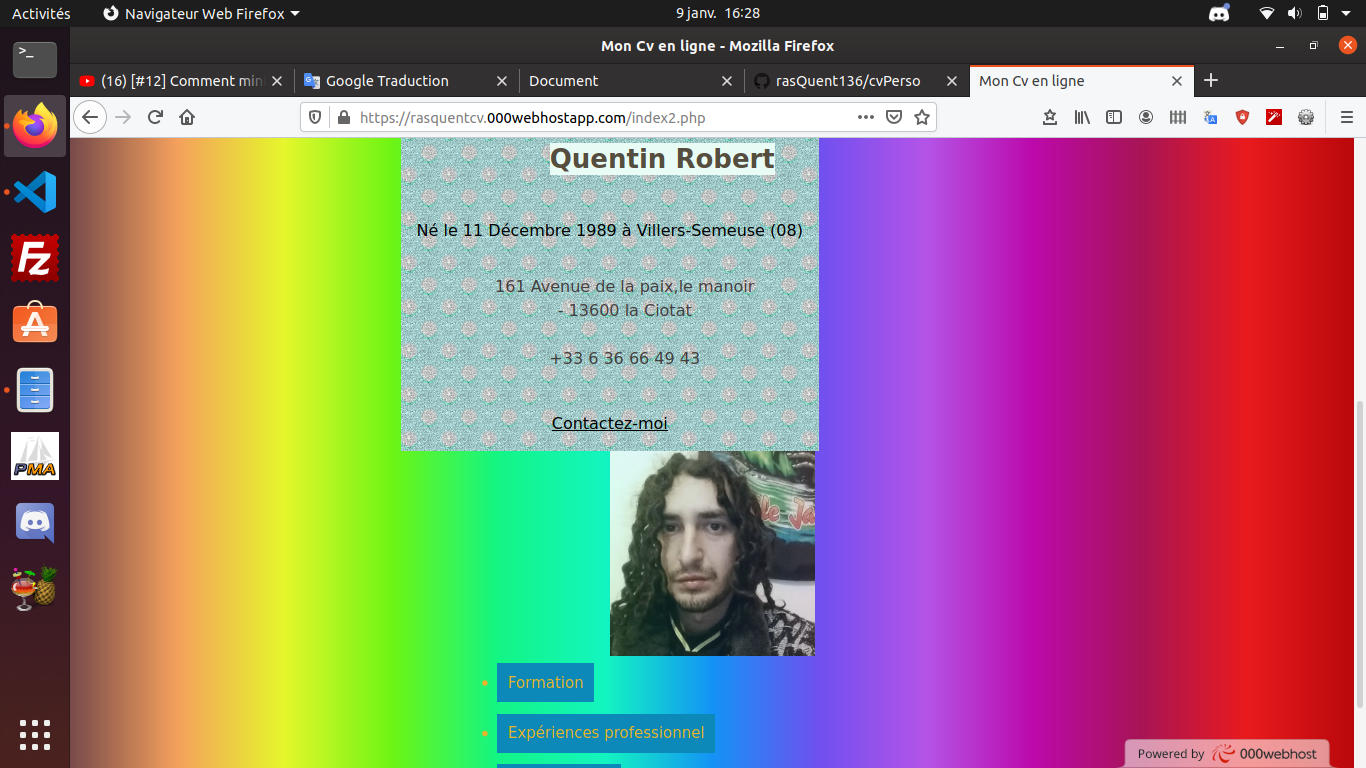 Activités
Navigateur Web Firefox
9 janv. 16:28
Mon Cv en ligne - Mozilla Firefox
(16) [#12] Comment min
Google Traduction
Document
rasQuent136/cvPerso
Mon Cv en ligne
https://rasquentcv.000webhostapp.com/index2.php
Quentin Robert
Né le 11 Décembre 1989 à Villers-Semeuse (08)
161 Avenue de la paix,le manoir
- 13600 la Ciotat
+33 6 36 66 49 43
Contactez-moi
PMA
Formation
Expériences professionnel
Powered by 000webhost